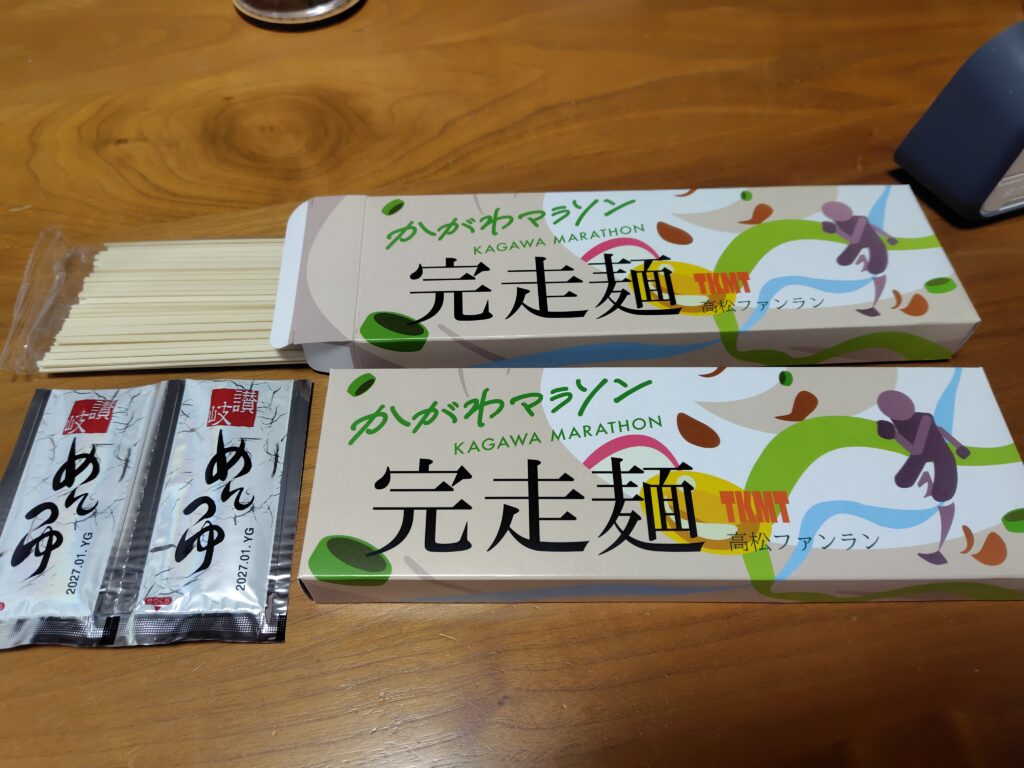 かがわマラソン
KAGAWA MARATHON
完走麺
TKMT
高松ファンラン
かがわマラソン
KAGAWA MARATHON
完走麺
TKMT
高松ファンラン
讃岐
めんつゆ
2027.01.YG
讃岐
めんつゆ
2027.01.YG